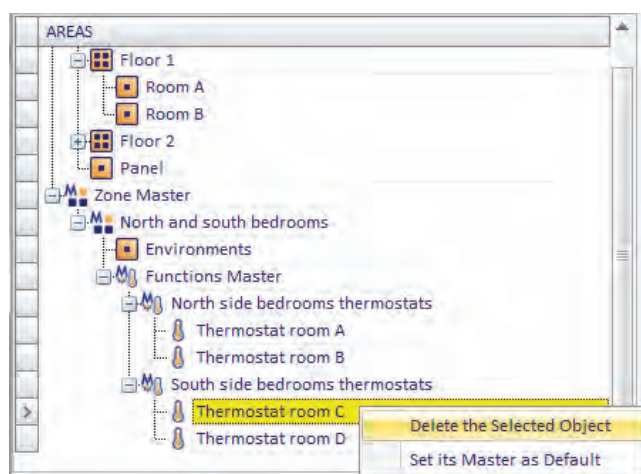 AREAS
Floor 1
Room A
Room B
Floor 2
Panel
Zone Master
North and south bedrooms
Environments
Functions Master
North side bedrooms thermostats
Thermostat room A
Thermostat room B
South side bedrooms thermostats
Thermostat room C
Delete the Selected Object
Thermostat room D
Set its Master as Default